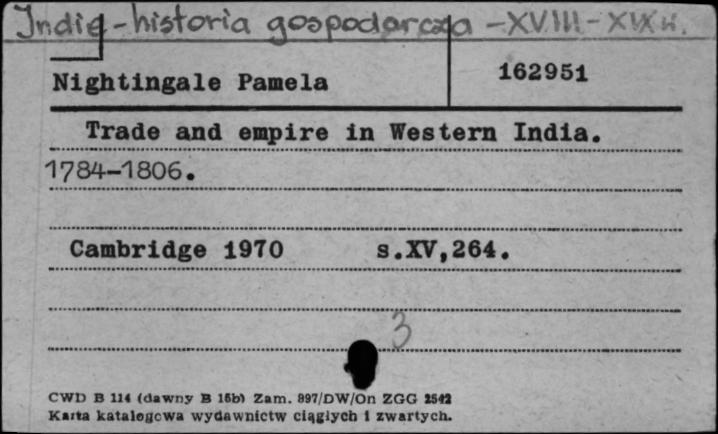 Indie - historia gospodarcza - XVIII - XIX w.
Nightingale Pamela 162951
Trade and empire in Western India.
1784-1806.
Cambridge 1970 s.XV,264.
3
CWD B 114 (dawny B 15b) Zam. 897/DW/On ZGG 2542
Karta katalogowa wydawnictw ciągłych i zwartych.